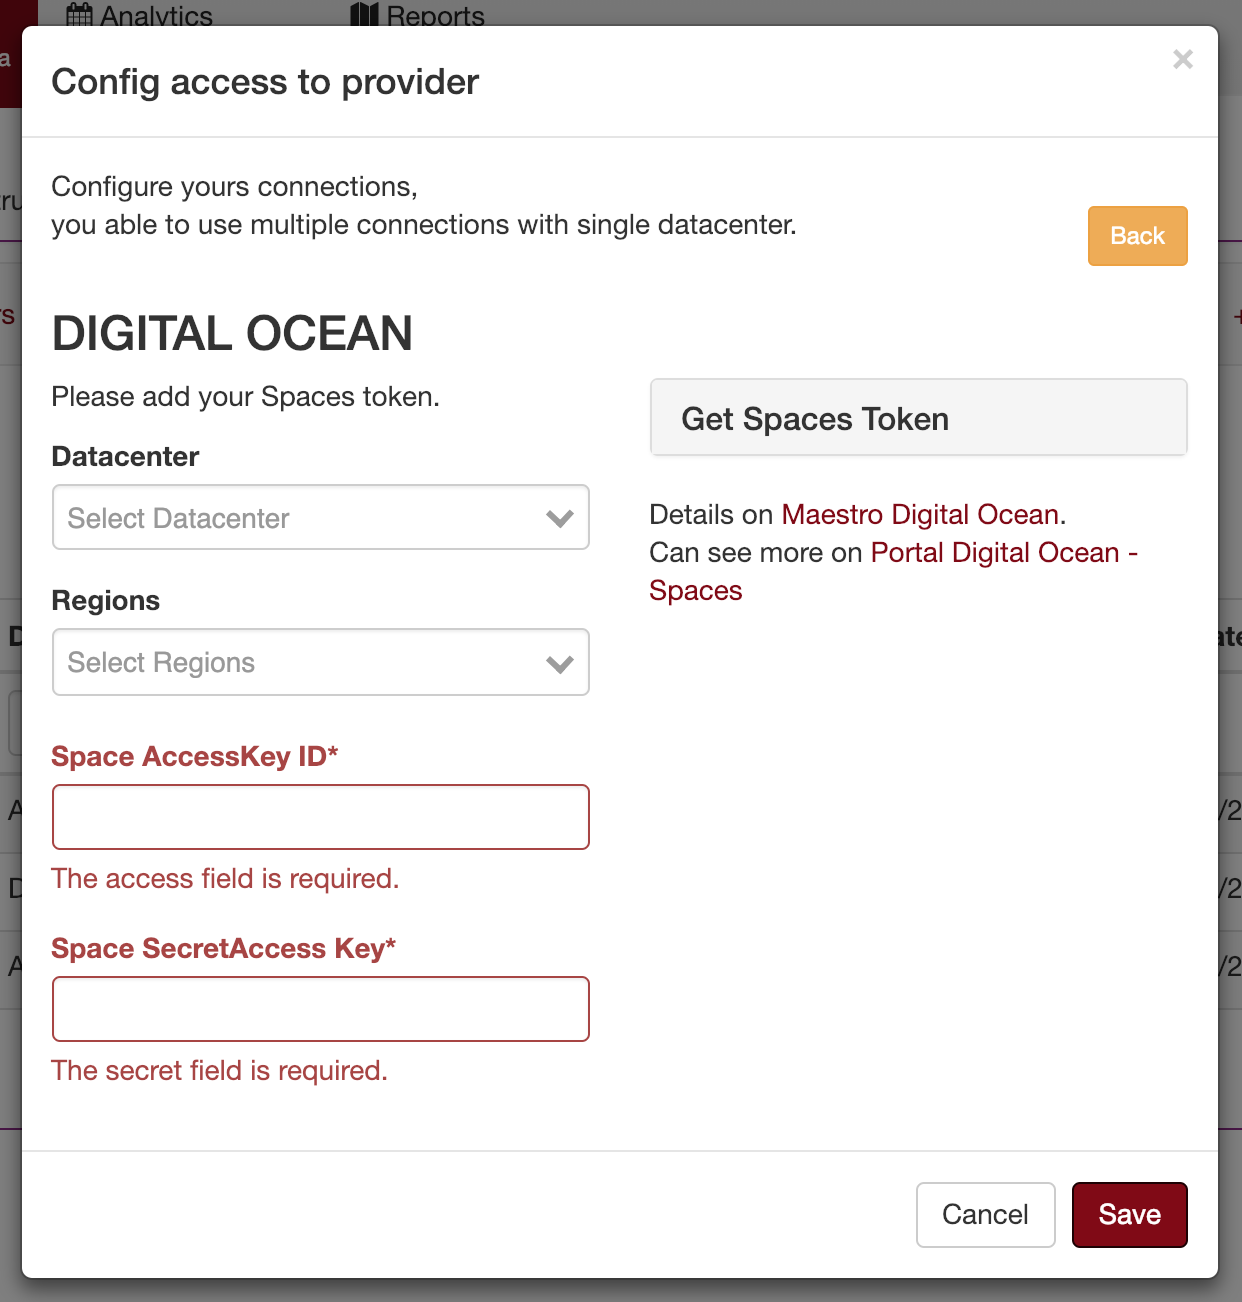 Analytics
Reports
Config access to provider
×
Configure yours connections,
you able to use multiple connections with single datacenter.
Back
DIGITAL OCEAN
Please add your Spaces token.
Datacenter
Select Datacenter
Regions
Select Regions
Space AccessKey ID*
The access field is required.
Space SecretAccess Key*
The secret field is required.
Get Spaces Token
Details on Maestro Digital Ocean.
Can see more on Portal Digital Ocean -
Spaces
Cancel
Save